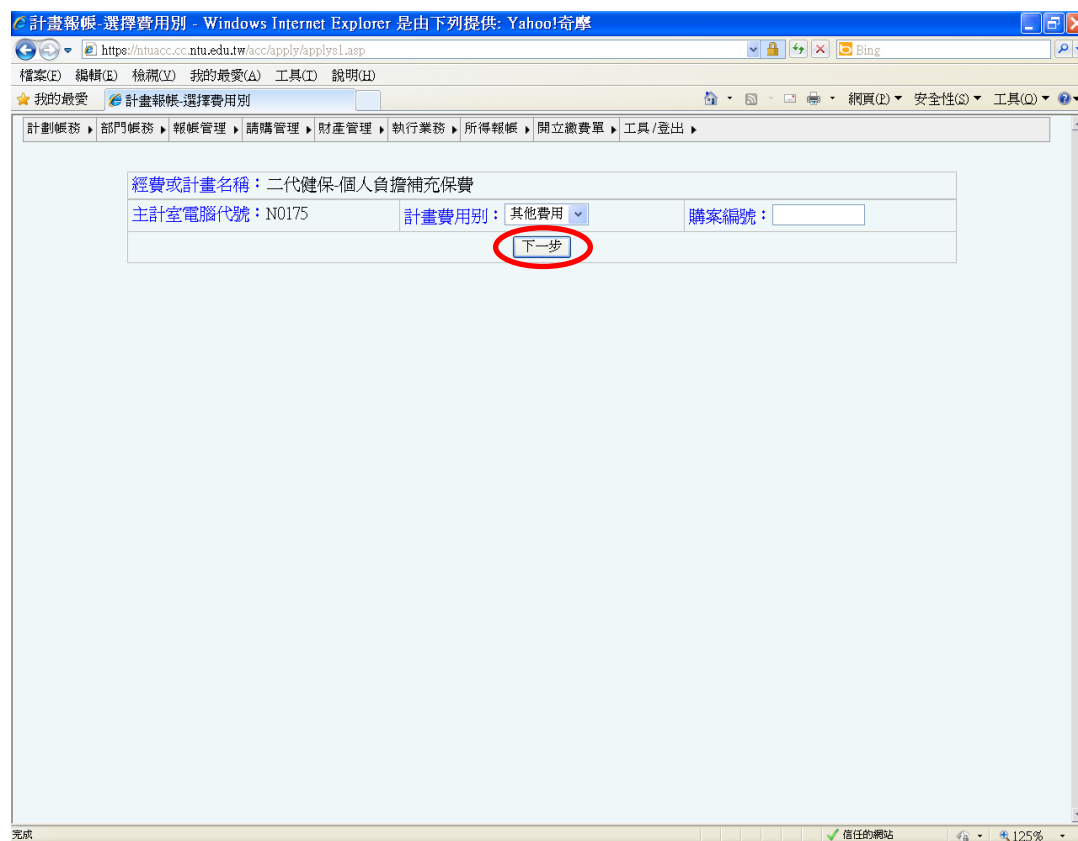 計畫報帳-選擇費用別 - Windows Internet Explorer 是由下列提供: Yahoo!奇摩
https://ntuacc.cc.ntu.edu.tw/acc/apply/applys1.asp Bing
檔案(F) 編輯(E) 檢視(V) 我的最愛(A) 工具(T) 說明(H)
我的最愛 計畫報帳-選擇費用別 網頁(P) 安全性(S) 工具(O)
計劃帳務 部門帳務 報帳管理 請購管理 財產管理 執行業務 所得報帳 開立繳費單 工具/登出
經費或計畫名稱：二代健保-個人負擔補充保費
主計室電腦代號：N0175 計畫費用別：其他費用 購案編號：
下一步
完成 信任的網站 125%